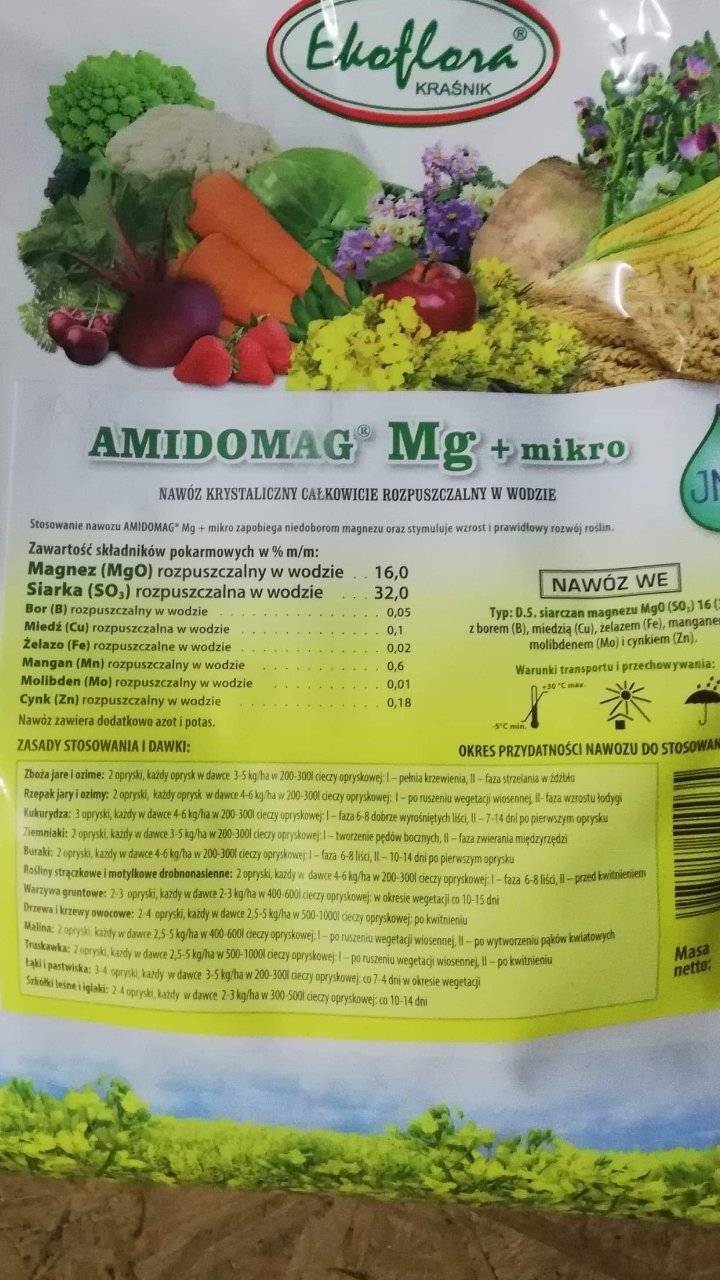 Ekoflora®
KRAŚNIK
AMIDOMAG® Mg + mikro
NAWÓZ KRYSTALICZNY CAŁKOWICIE ROZPUSZCZALNY W WODZIE
Stosowanie nawozu AMIDOMAG® Mg + mikro zapobiega niedoborom magnezu oraz stymuluje wzrost i prawidłowy rozwój roślin.
Zawartość składników pokarmowych w % m/m:
Magnez (MgO) rozpuszczalny w wodzie . . 16,0
Siarka (SO₃) rozpuszczalna w wodzie . . . . 32,0
Bor (B) rozpuszczalny w wodzie . . . . . . . . . . . . . . . 0,05
Miedź (Cu) rozpuszczalna w wodzie . . . . . . . . . . . . 0,1
Żelazo (Fe) rozpuszczalne w wodzie . . . . . . . . . . . . 0,02
Mangan (Mn) rozpuszczalny w wodzie . . . . . . . . . . 0,6
Molibden (Mo) rozpuszczalny w wodzie . . . . . . . . . 0,01
Cynk (Zn) rozpuszczalny w wodzie . . . . . . . . . . . . 0,18
Nawóz zawiera dodatkowo azot i potas.
NAWÓZ WE
Typ: D.5. siarczan magnezu MgO (SO₃) 16
z borem (B), miedzią (Cu), żelazem (Fe),
molibdenem (Mo) i cynkiem (Zn).
Warunki transportu i przechowywania:
+30 °C max.
-5°C min.
ZASADY STOSOWANIA I DAWKI:
OKRES PRZYDATNOŚCI NAWOZU DO
Zboża jare i ozime: 2 opryski, każdy oprysk w dawce 3-5 kg/ha w 200-300l cieczy opryskowej: I – pełnia krzewienia, II – faza strzelania w źdźbło
Rzepak jary i ozimy: 2 opryski, każdy oprysk w dawce 4-6 kg/ha w 200-300l cieczy opryskowej: I – po ruszeniu wegetacji wiosennej, II- faza wzrostu łodygi
Kukurydza: 3 opryski, każdy w dawce 4-6 kg/ha w 200-300l cieczy opryskowej: I – faza 6-8 dobrze wyrośniętych liści, II – 7-14 dni po pierwszym oprysku
Ziemniaki: 2 opryski, każdy w dawce 3-5 kg/ha w 200-300l cieczy opryskowej: I – tworzenie pędów bocznych, II – faza zwierania międzyrzędzi
Buraki: 2 opryski, każdy w dawce 4-6 kg/ha w 200-300l cieczy opryskowej: I – faza 6-8 liści, II – 10-14 dni po pierwszym oprysku
Rośliny strączkowe i motylkowe drobnonasienne: 2 opryski, każdy w dawce 4-6 kg/ha w 200-300l cieczy opryskowej: I – faza 6-8 liści, II – przed kwitnieniem
Warzywa gruntowe: 2-3 opryski, każdy w dawce 2-3 kg/ha w 400-600l cieczy opryskowej: w okresie wegetacji co 10-15 dni
Drzewa i krzewy owocowe: 2-4 opryski, każdy w dawce 2,5-5 kg/ha w 500-1000l cieczy opryskowej: po kwitnieniu
Malina: 2 opryski, każdy w dawce 2,5-5 kg/ha w 400-600l cieczy opryskowej: I – po ruszeniu wegetacji wiosennej, II – po wytworzeniu pąków kwiatowych
Truskawka: 2 opryski, każdy w dawce 2,5-5 kg/ha w 500-1000l cieczy opryskowej: I – po ruszeniu wegetacji wiosennej, II – po kwitnieniu
Łąki i pastwiska: 3-4 opryski, każdy w dawce 3-5 kg/ha w 200-300l cieczy opryskowej: co 7-4 dni w okresie wegetacji
Szkółki leśne i iglaki: 2-4 opryski, każdy w dawce 2-3 kg/ha w 300-500l cieczy opryskowej: co 10-14 dni
Masa
netto: